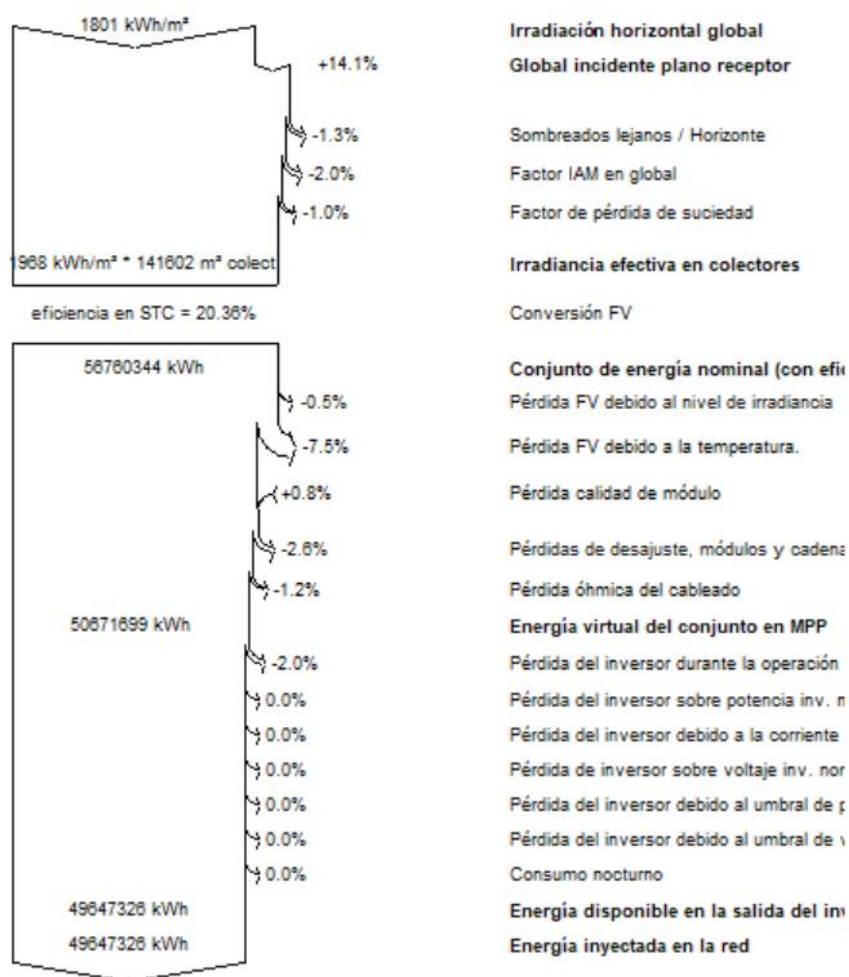 1801 kWh/m² Irradiación horizontal global
+14.1% Global incidente plano receptor
-1.3% Sombreados lejanos / Horizonte
-2.0% Factor IAM en global
-1.0% Factor de pérdida de suciedad
1968 kWh/m² * 141602 m² colect Irradiancia efectiva en colectores
eficiencia en STC = 20.36% Conversión FV
56760344 kWh Conjunto de energía nominal (con efi
-0.5% Pérdida FV debido al nivel de irradiancia
-7.5% Pérdida FV debido a la temperatura.
+0.8% Pérdida calidad de módulo
-2.6% Pérdidas de desajuste, módulos y cadena
-1.2% Pérdida óhmica del cableado
50671699 kWh Energía virtual del conjunto en MPP
-2.0% Pérdida del inversor durante la operación
0.0% Pérdida del inversor sobre potencia inv.
0.0% Pérdida del inversor debido a la corriente
0.0% Pérdida de inversor sobre voltaje inv. nor
0.0% Pérdida del inversor debido al umbral de
0.0% Pérdida del inversor debido al umbral de
0.0% Consumo nocturno
49647326 kWh Energía disponible en la salida del inv
49647326 kWh Energía inyectada en la red